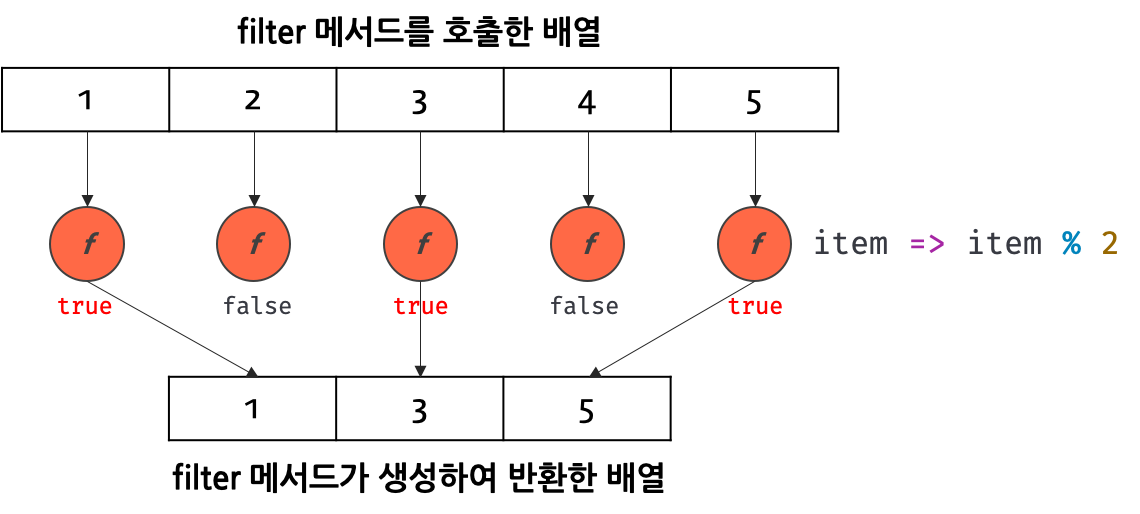 filter 메서드를 호출한 배열
1 2 3 4 5
f f f f f item => item % 2
true false true false true
1 3 5
filter 메서드가 생성하여 반환한 배열